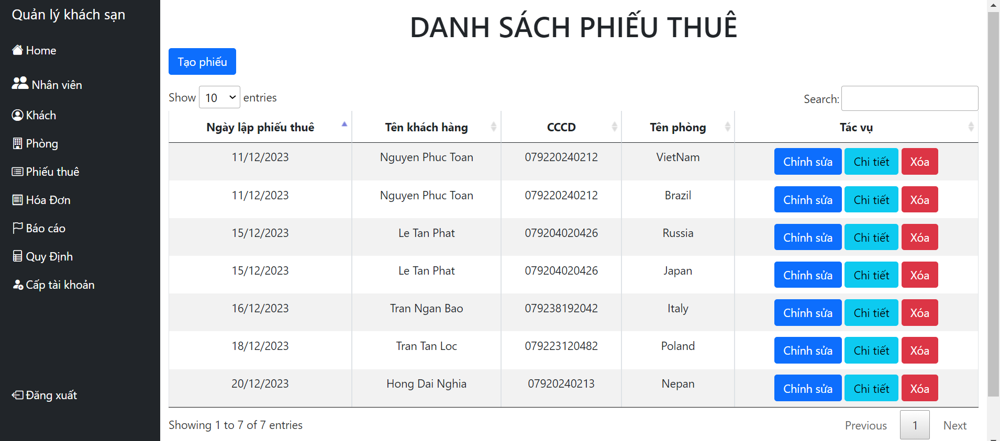 Quản lý khách sạn
Home
Nhân viên
Khách
Phòng
Phiếu thuê
Hóa Đơn
Báo cáo
Quy Định
Cấp tài khoản
Đăng xuất
DANH SÁCH PHIẾU THUÊ
Tạo phiếu
Show 10 entries
Search:
Ngày lập phiếu thuê Tên khách hàng CCCD Tên phòng Tác vụ
11/12/2023 Nguyen Phuc Toan 079220240212 VietNam Chỉnh sửa Chi tiết Xóa
11/12/2023 Nguyen Phuc Toan 079220240212 Brazil Chỉnh sửa Chi tiết Xóa
15/12/2023 Le Tan Phat 079204020426 Russia Chỉnh sửa Chi tiết Xóa
15/12/2023 Le Tan Phat 079204020426 Japan Chỉnh sửa Chi tiết Xóa
16/12/2023 Tran Ngan Bao 079238192042 Italy Chỉnh sửa Chi tiết Xóa
18/12/2023 Tran Tan Loc 079223120482 Poland Chỉnh sửa Chi tiết Xóa
20/12/2023 Hong Dai Nghia 07920240213 Nepan Chỉnh sửa Chi tiết Xóa
Showing 1 to 7 of 7 entries
Previous 1 Next